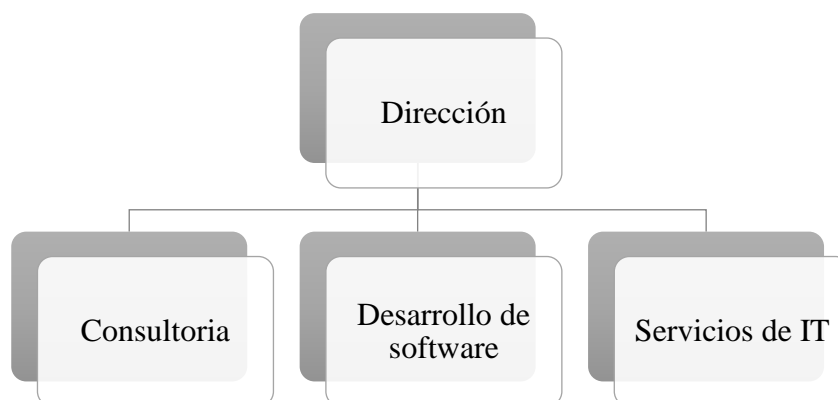 Dirección
Consultoria
Desarrollo de
software
Servicios de IT